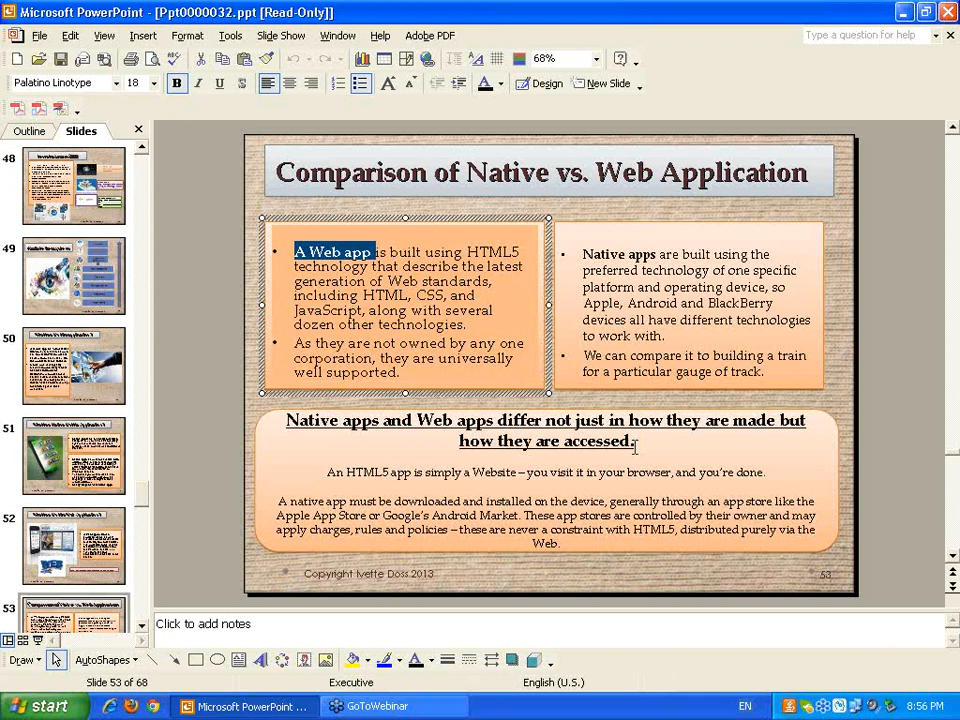 Microsoft PowerPoint - [Ppt0000032.ppt [Read-Only]]
File Edit View Insert Format Tools Slide Show Window Help Adobe PDF
Type a question for help
68%
Palatino Linotype 18 B I U S Design New Slide
Outline Slides
48
49
50
51
52
53
Comparison of Native vs. Web Application
• A Web app is built using HTML5
technology that describe the latest
generation of Web standards,
including HTML, CSS, and
JavaScript, along with several
dozen other technologies.
• As they are not owned by any one
corporation, they are universally
well supported.
• Native apps are built using the
preferred technology of one specific
platform and operating device, so
Apple, Android and BlackBerry
devices all have different technologies
to work with.
• We can compare it to building a train
for a particular gauge of track.
Native apps and Web apps differ not just in how they are made but
how they are accessed.
An HTML5 app is simply a Website – you visit it in your browser, and you're done.
A native app must be downloaded and installed on the device, generally through an app store like the
Apple App Store or Google's Android Market. These app stores are controlled by their owner and may
apply charges, rules and policies – these are never a constraint with HTML5, distributed purely via the
Web.
Copyright Ivette Doss 2013
53
Click to add notes
Draw AutoShapes
Slide 53 of 68 Executive English (U.S.)
start Microsoft PowerPoint ... GoToWebinar EN 8:56 PM